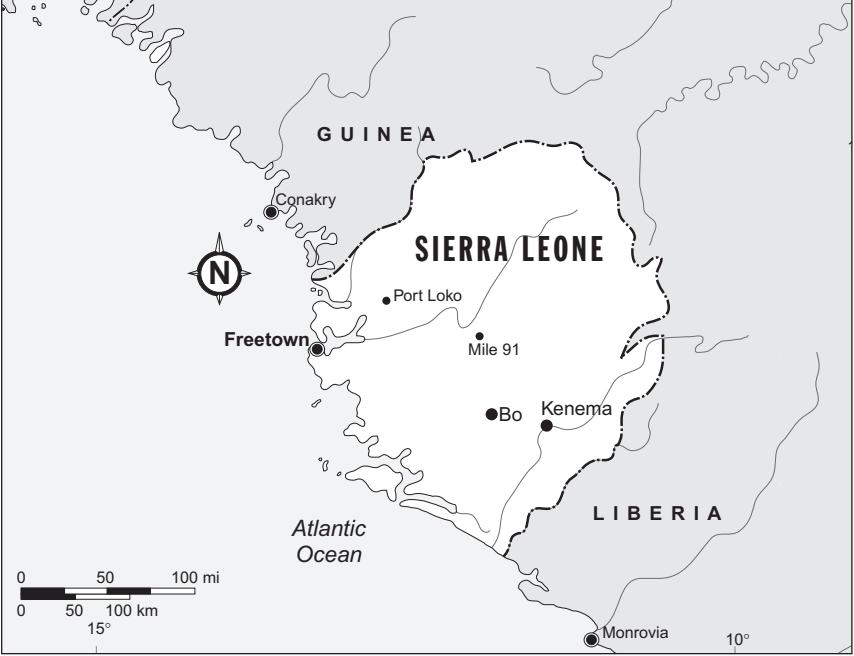 GUINEA
Conakry
SIERRA LEONE
N
Port Loko
Freetown
Mile 91
Bo
Kenema
LIBERIA
Atlantic
Ocean
0 50 100 mi
0 50 100 km
15°
Monrovia
10°